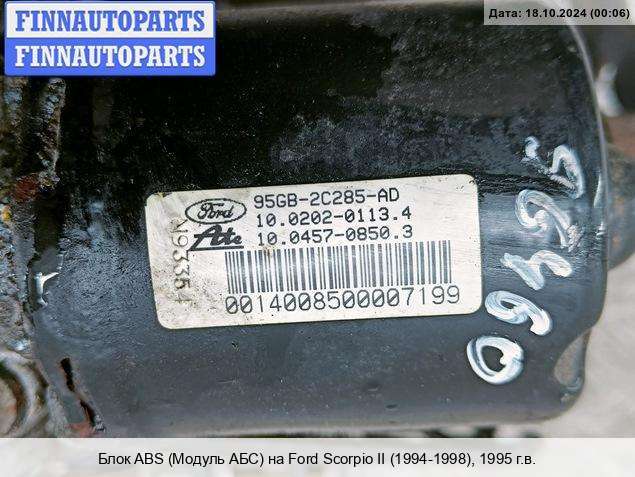 FINNAUTOPARTS
FINNAUTOPARTS
Дата: 18.10.2024 (00:06)
Ford
95GB-2C285-AD
10.0202-0113.4
Ate
10.0457-0850.3
0014008500007199
Блок ABS (Модуль АБС) на Ford Scorpio II (1994-1998), 1995 г.в.